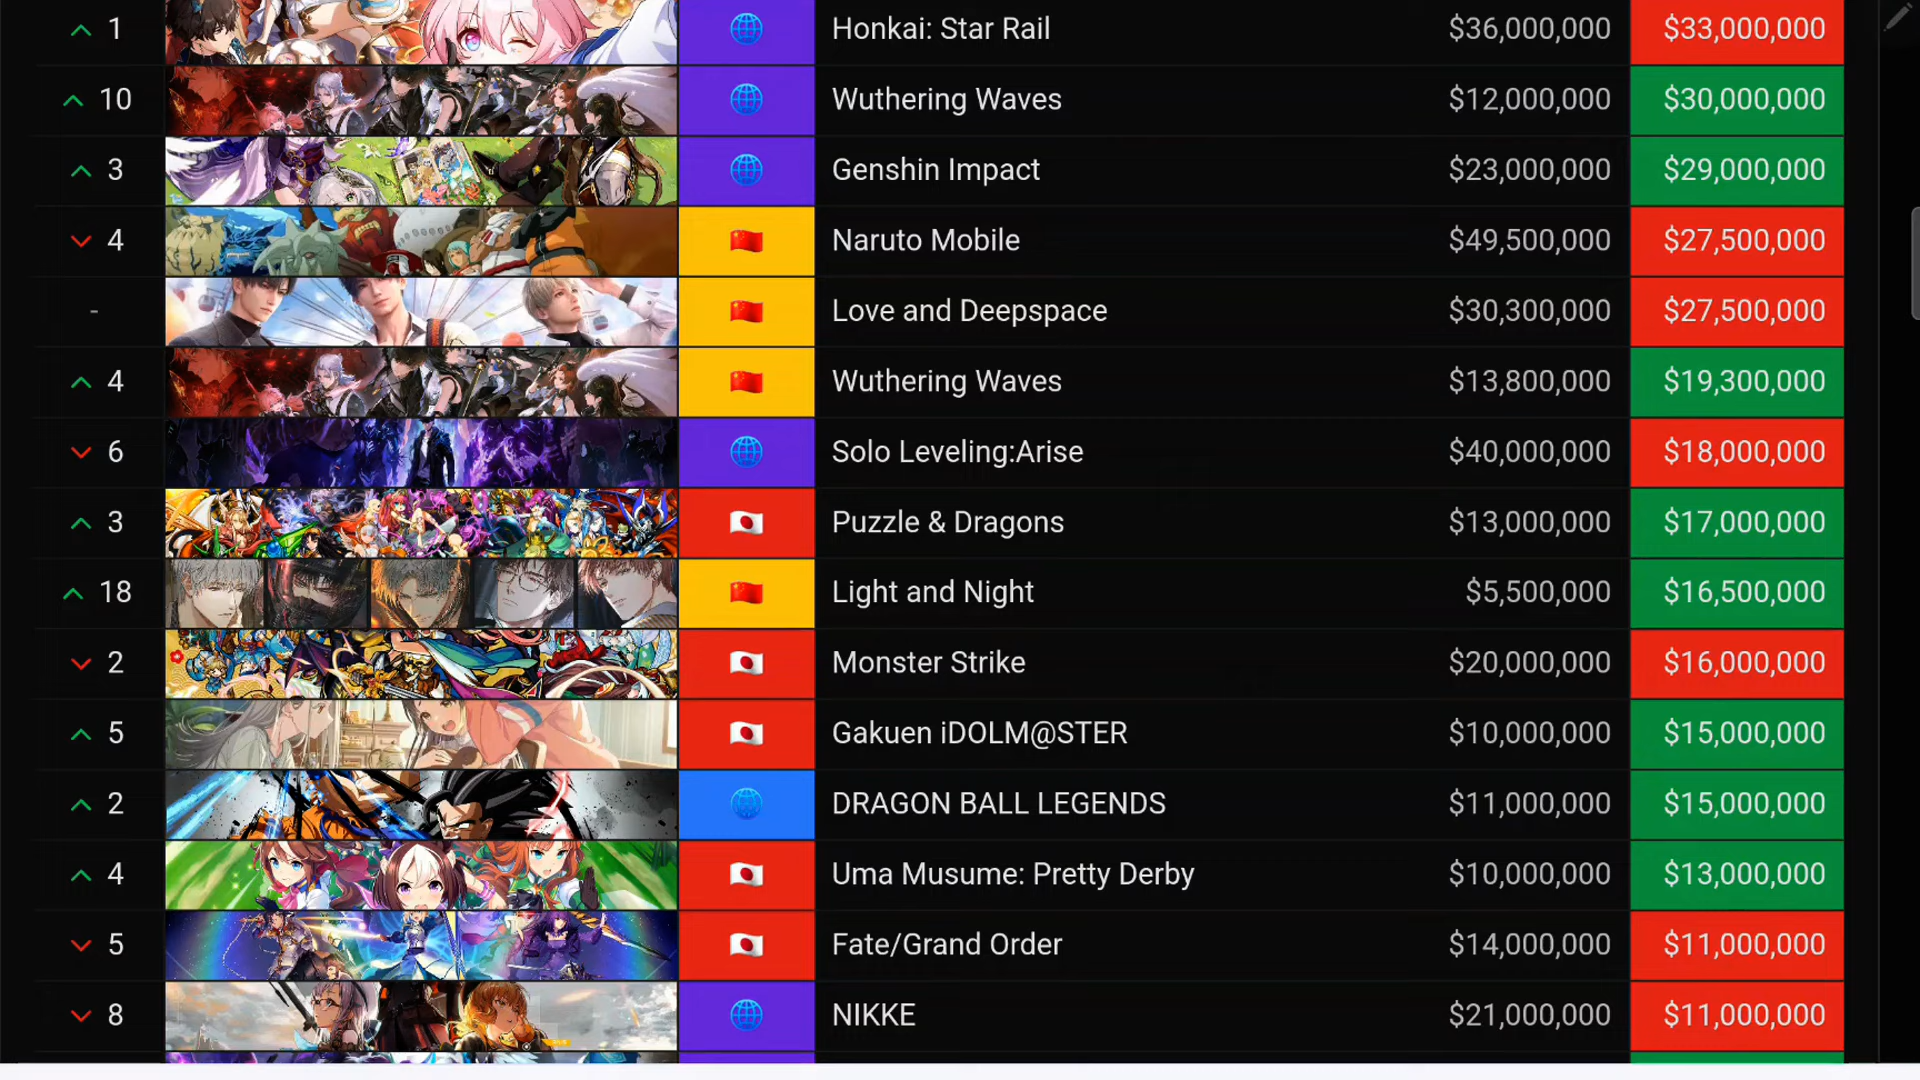 1 Honkai: Star Rail $36,000,000 $33,000,000
10 Wuthering Waves $12,000,000 $30,000,000
3 Genshin Impact $23,000,000 $29,000,000
4 Naruto Mobile $49,500,000 $27,500,000
- Love and Deepspace $30,300,000 $27,500,000
4 Wuthering Waves $13,800,000 $19,300,000
6 Solo Leveling:Arise $40,000,000 $18,000,000
3 Puzzle & Dragons $13,000,000 $17,000,000
18 Light and Night $5,500,000 $16,500,000
2 Monster Strike $20,000,000 $16,000,000
5 Gakuen iDOLM@STER $10,000,000 $15,000,000
2 DRAGON BALL LEGENDS $11,000,000 $15,000,000
4 Uma Musume: Pretty Derby $10,000,000 $13,000,000
5 Fate/Grand Order $14,000,000 $11,000,000
8 NIKKE $21,000,000 $11,000,000